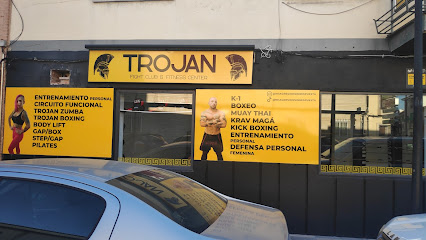 TROJAN
FIGHT CLUB & FITNESS CENTER
ENTRENAMIENTO PERSONAL
CIRCUITO FUNCIONAL
TROJAN ZUMBA
TROJAN BOXING
BODY LIFT
GAP/BOX
STEP/GAP
PILATES
K-1
BOXEO
MUAY THAI
KRAV MAGÁ
KICK BOXING
ENTRENAMIENTO
PERSONAL
DEFENSA PERSONAL
FEMENINA